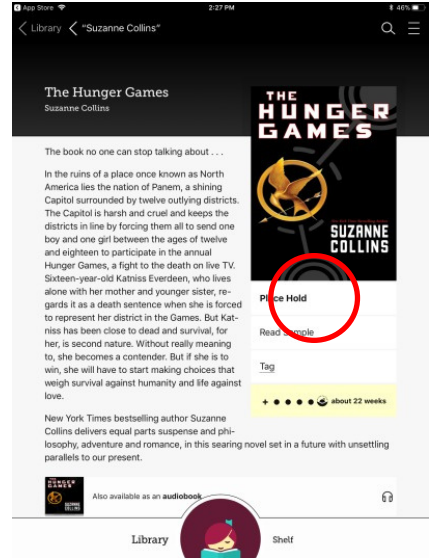 App Store
2:27 PM
46%
Library
"Suzanne Collins"
The Hunger Games
Suzanne Collins
THE
HUNGER
GAMES
SUZANNE
COLLINS
The book no one can stop talking about . . .
In the ruins of a place once known as North
America lies the nation of Panem, a shining
Capitol surrounded by twelve outlying districts.
The Capitol is harsh and cruel and keeps the
districts in line by forcing them all to send one
boy and one girl between the ages of twelve
and eighteen to participate in the annual
Hunger Games, a fight to the death on live TV.
Sixteen-year-old Katniss Everdeen, who lives
alone with her mother and younger sister, re-
gards it as a death sentence when she is forced
to represent her district in the Games. But Kat-
niss has been close to dead and survival, for
her, is second nature. Without really meaning
to, she becomes a contender. But if she is to
win, she will have to start making choices that
weigh survival against humanity and life against
love.
Place Hold
Read Sample
Tag
+ about 22 weeks
New York Times bestselling author Suzanne
Collins delivers equal parts suspense and phi-
losophy, adventure and romance, in this searing novel set in a future with unsettling
parallels to our present.
HUNGER
GAMES
Also available as an audiobook
Library
Shelf